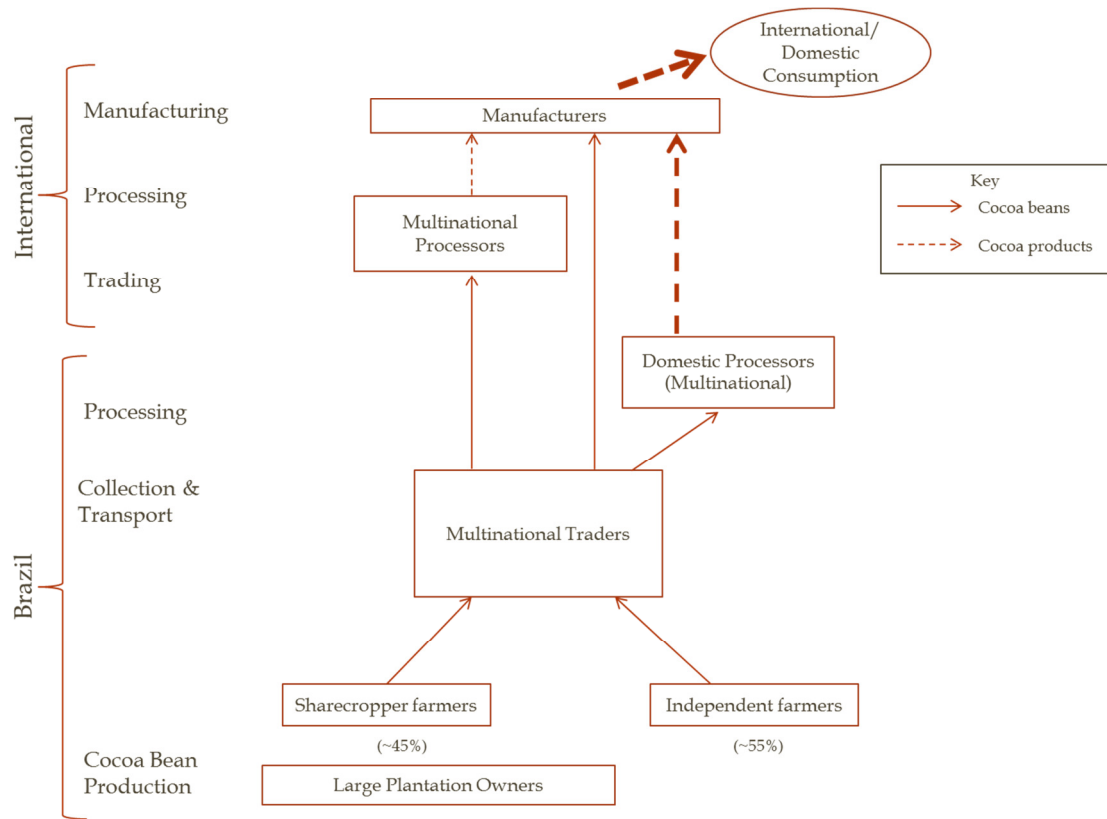 International/
Domestic
Consumption
International
Manufacturing
Manufacturers
Processing
Multinational
Processors
Trading
Key
Cocoa beans
Cocoa products
Brazil
Processing
Domestic Processors
(Multinational)
Collection &
Transport
Multinational Traders
Sharecropper farmers
(~45%)
Independent farmers
(~55%)
Cocoa Bean
Production
Large Plantation Owners